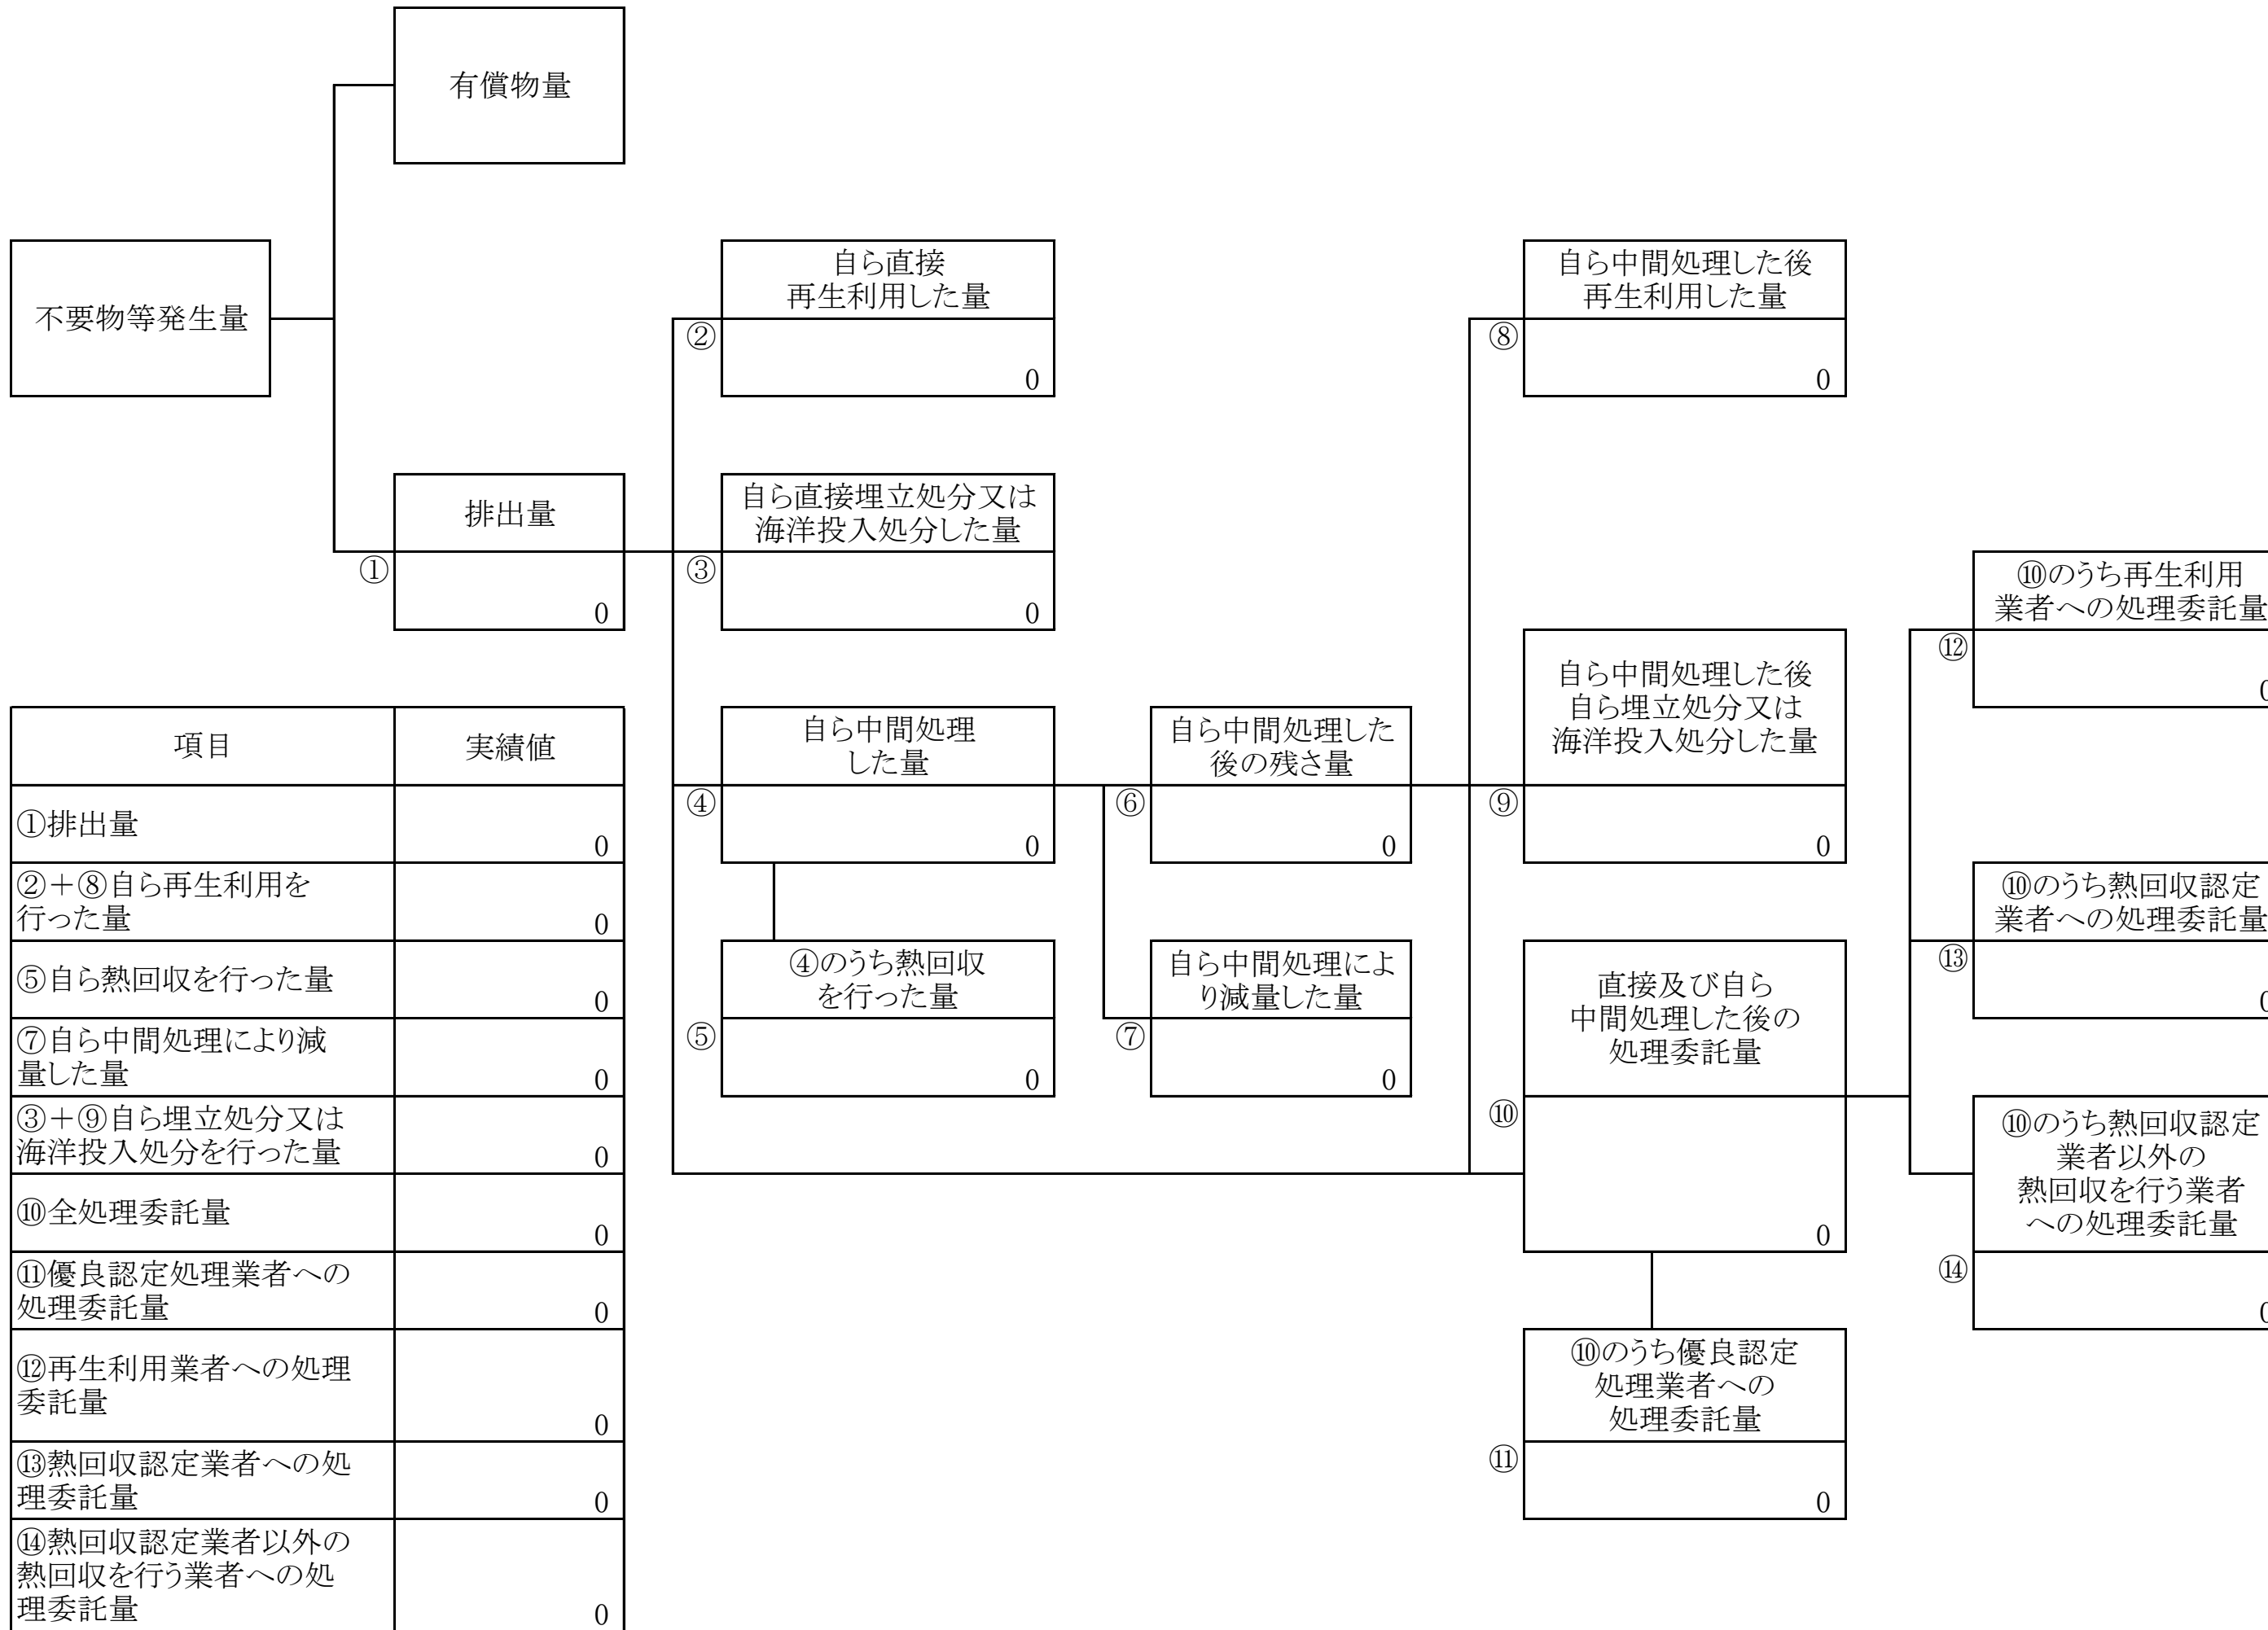 有償物量
不要物等発生量
自ら直接
再生利用した量
②
0
自ら中間処理した後
再生利用した量
⑧
0
排出量
①
0
自ら直接埋立処分又は
海洋投入処分した量
③
0
⑩のうち再生利用
業者への処理委託量
⑫
0
自ら中間処理
した量
④
0
自ら中間処理した
後の残さ量
⑥
0
自ら中間処理した後
自ら埋立処分又は
海洋投入処分した量
⑨
0
⑩のうち熱回収認定
業者への処理委託量
⑬
0
④のうち熱回収
を行った量
⑤
0
自ら中間処理によ
り減量した量
⑦
0
直接及び自ら
中間処理した後の
処理委託量
⑩
0
⑩のうち熱回収認定
業者以外の
熱回収を行う業者
への処理委託量
⑭
0
⑩のうち優良認定
処理業者への
処理委託量
⑪
0
項目
実績値
①排出量
0
②＋⑧自ら再生利用を
行った量
0
⑤自ら熱回収を行った量
0
⑦自ら中間処理により減
量した量
0
③＋⑨自ら埋立処分又は
海洋投入処分を行った量
0
⑩全処理委託量
0
⑪優良認定処理業者への
処理委託量
0
⑫再生利用業者への処理
委託量
0
⑬熱回収認定業者への処
理委託量
0
⑭熱回収認定業者以外の
熱回収を行う業者への処
理委託量
0